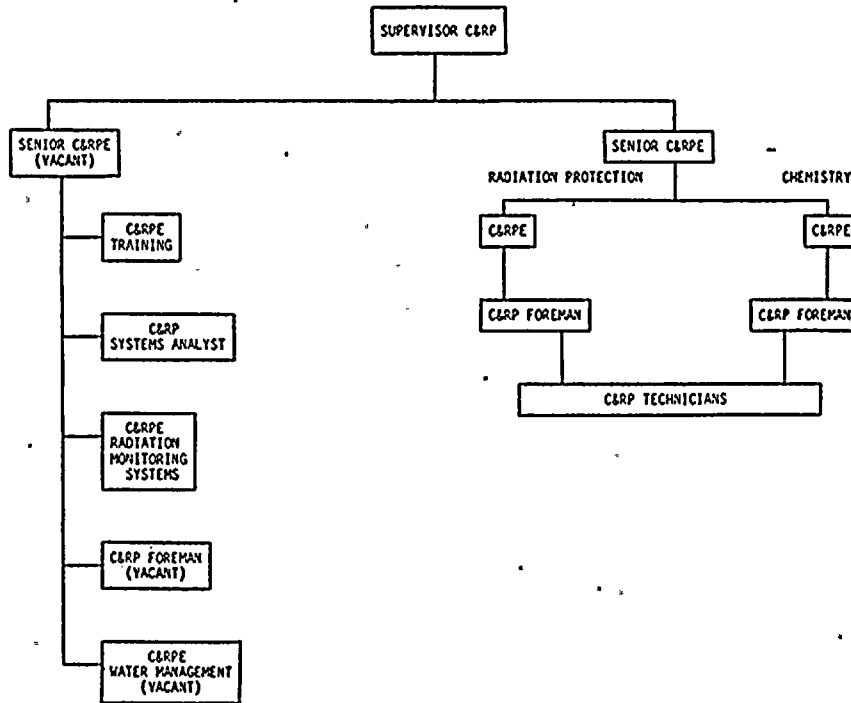 SUPERVISOR C&RP
SENIOR C&RPE
(VACANT)
SENIOR C&RPE
RADIATION PROTECTION
CHEMISTRY
C&RPE
TRAINING
C&RPE
C&RPE
C&RP
SYSTEMS ANALYST
C&RP FOREMAN
C&RP FOREMAN
C&RP TECHNICIANS
C&RPE
RADIATION
MONITORING
SYSTEMS
C&RP FOREMAN
(VACANT)
C&RPE
WATER MANAGEMENT
(VACANT)